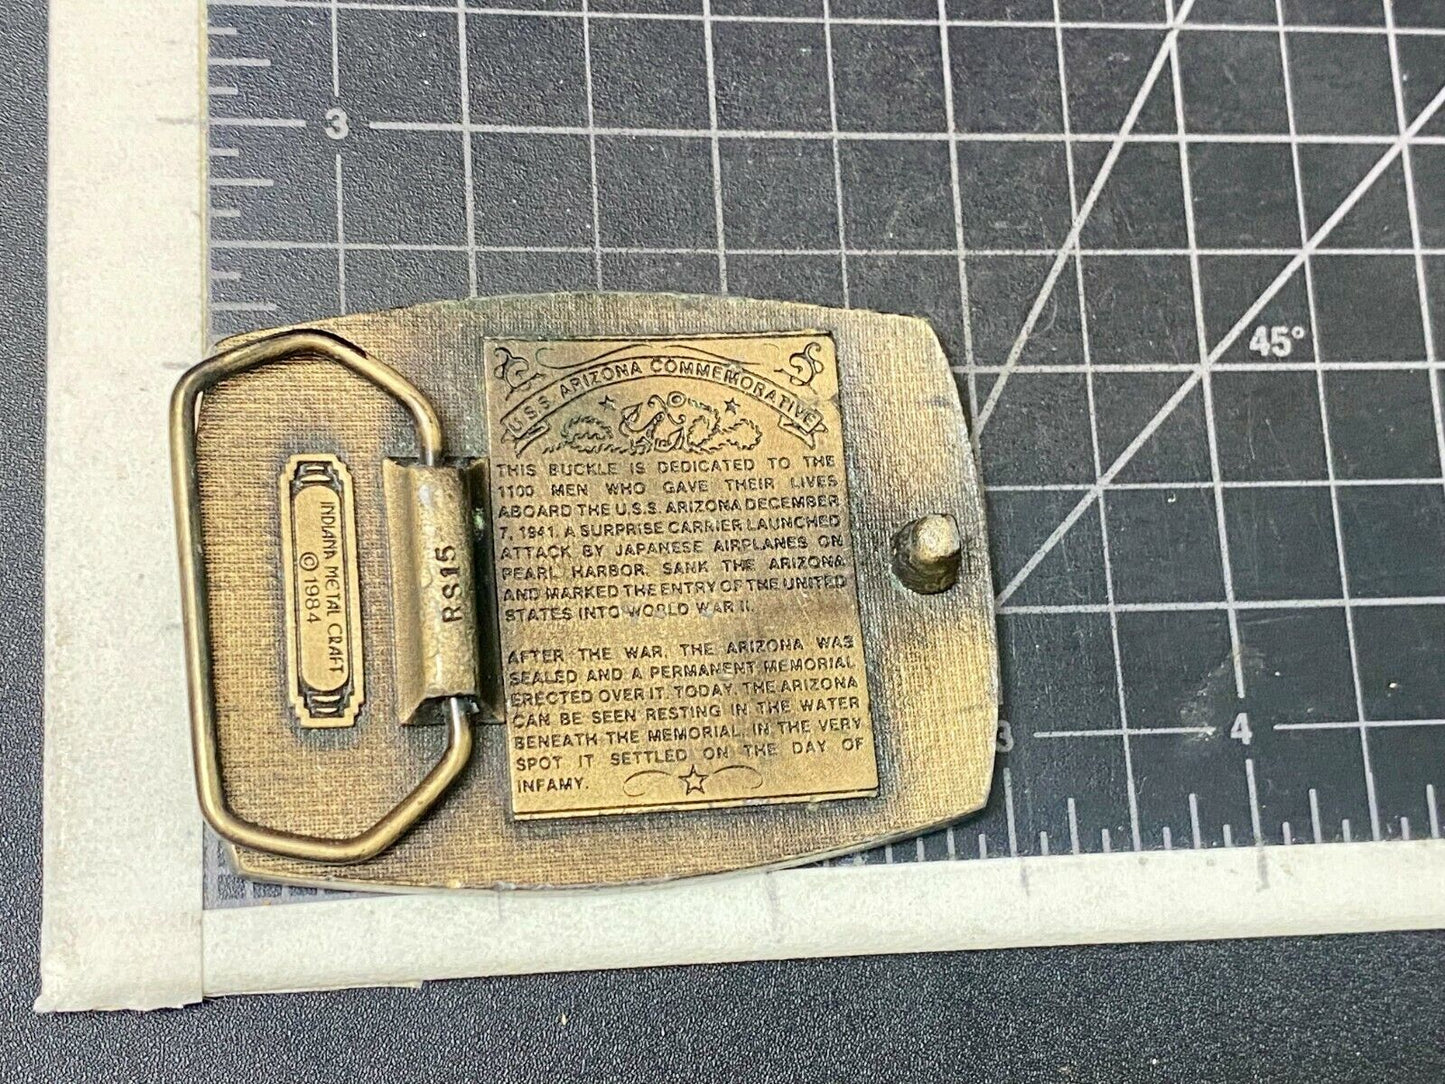 3
45°
U.S.S. ARIZONA COMMEMORATIVE
THIS BUCKLE IS DEDICATED TO THE
1100 MEN WHO GAVE THEIR LIVES
ABOARD THE U.S.S. ARIZONA DECEMBER
7, 1941. A SURPRISE CARRIER LAUNCHED
ATTACK BY JAPANESE AIRPLANES ON
PEARL HARBOR, SANK THE ARIZONA
AND MARKED THE ENTRY OF THE UNITED
STATES INTO WORLD WAR II.
AFTER THE WAR, THE ARIZONA WAS
SEALED AND A PERMANENT MEMORIAL
ERECTED OVER IT. TODAY, THE ARIZONA
CAN BE SEEN RESTING IN THE WATER
BENEATH THE MEMORIAL, IN THE VERY
SPOT IT SETTLED ON THE DAY OF
INFAMY.
INDIANA METAL CRAFT
© 1984
RS15
3
4